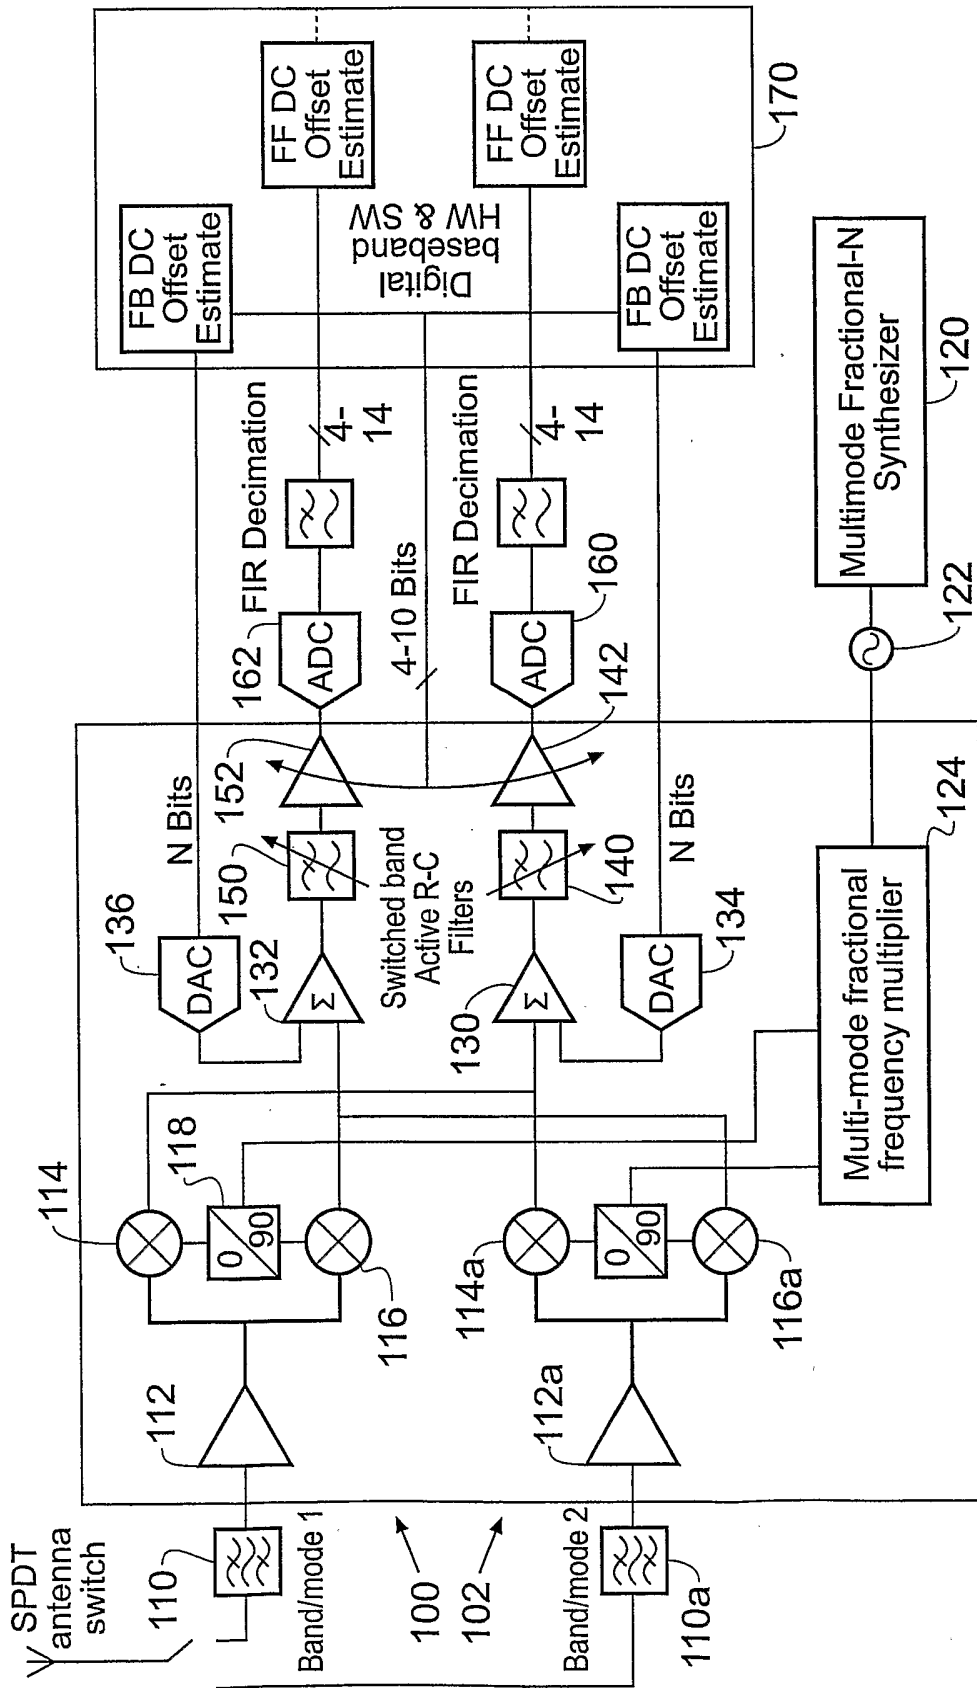 SPDT
antenna
switch
110
Band/mode 1
100
102
Band/mode 2
110a
112
112a
114
118
0
90
116
114a
0
90
116a
136
DAC
132
Σ
130
Σ
DAC
134
N Bits
150
152
Switched band
Active R-C
Filters
140
142
N Bits
162
ADC
FIR Decimation
4-10 Bits
4-
14
ADC
160
FIR Decimation
4-
14
FB DC
Offset
Estimate
FF DC
Offset
Estimate
Digital
baseband
HW & SW
FF DC
Offset
Estimate
FB DC
Offset
Estimate
170
Multi-mode fractional
frequency multiplier
124
122
Multimode Fractional-N
Synthesizer
120